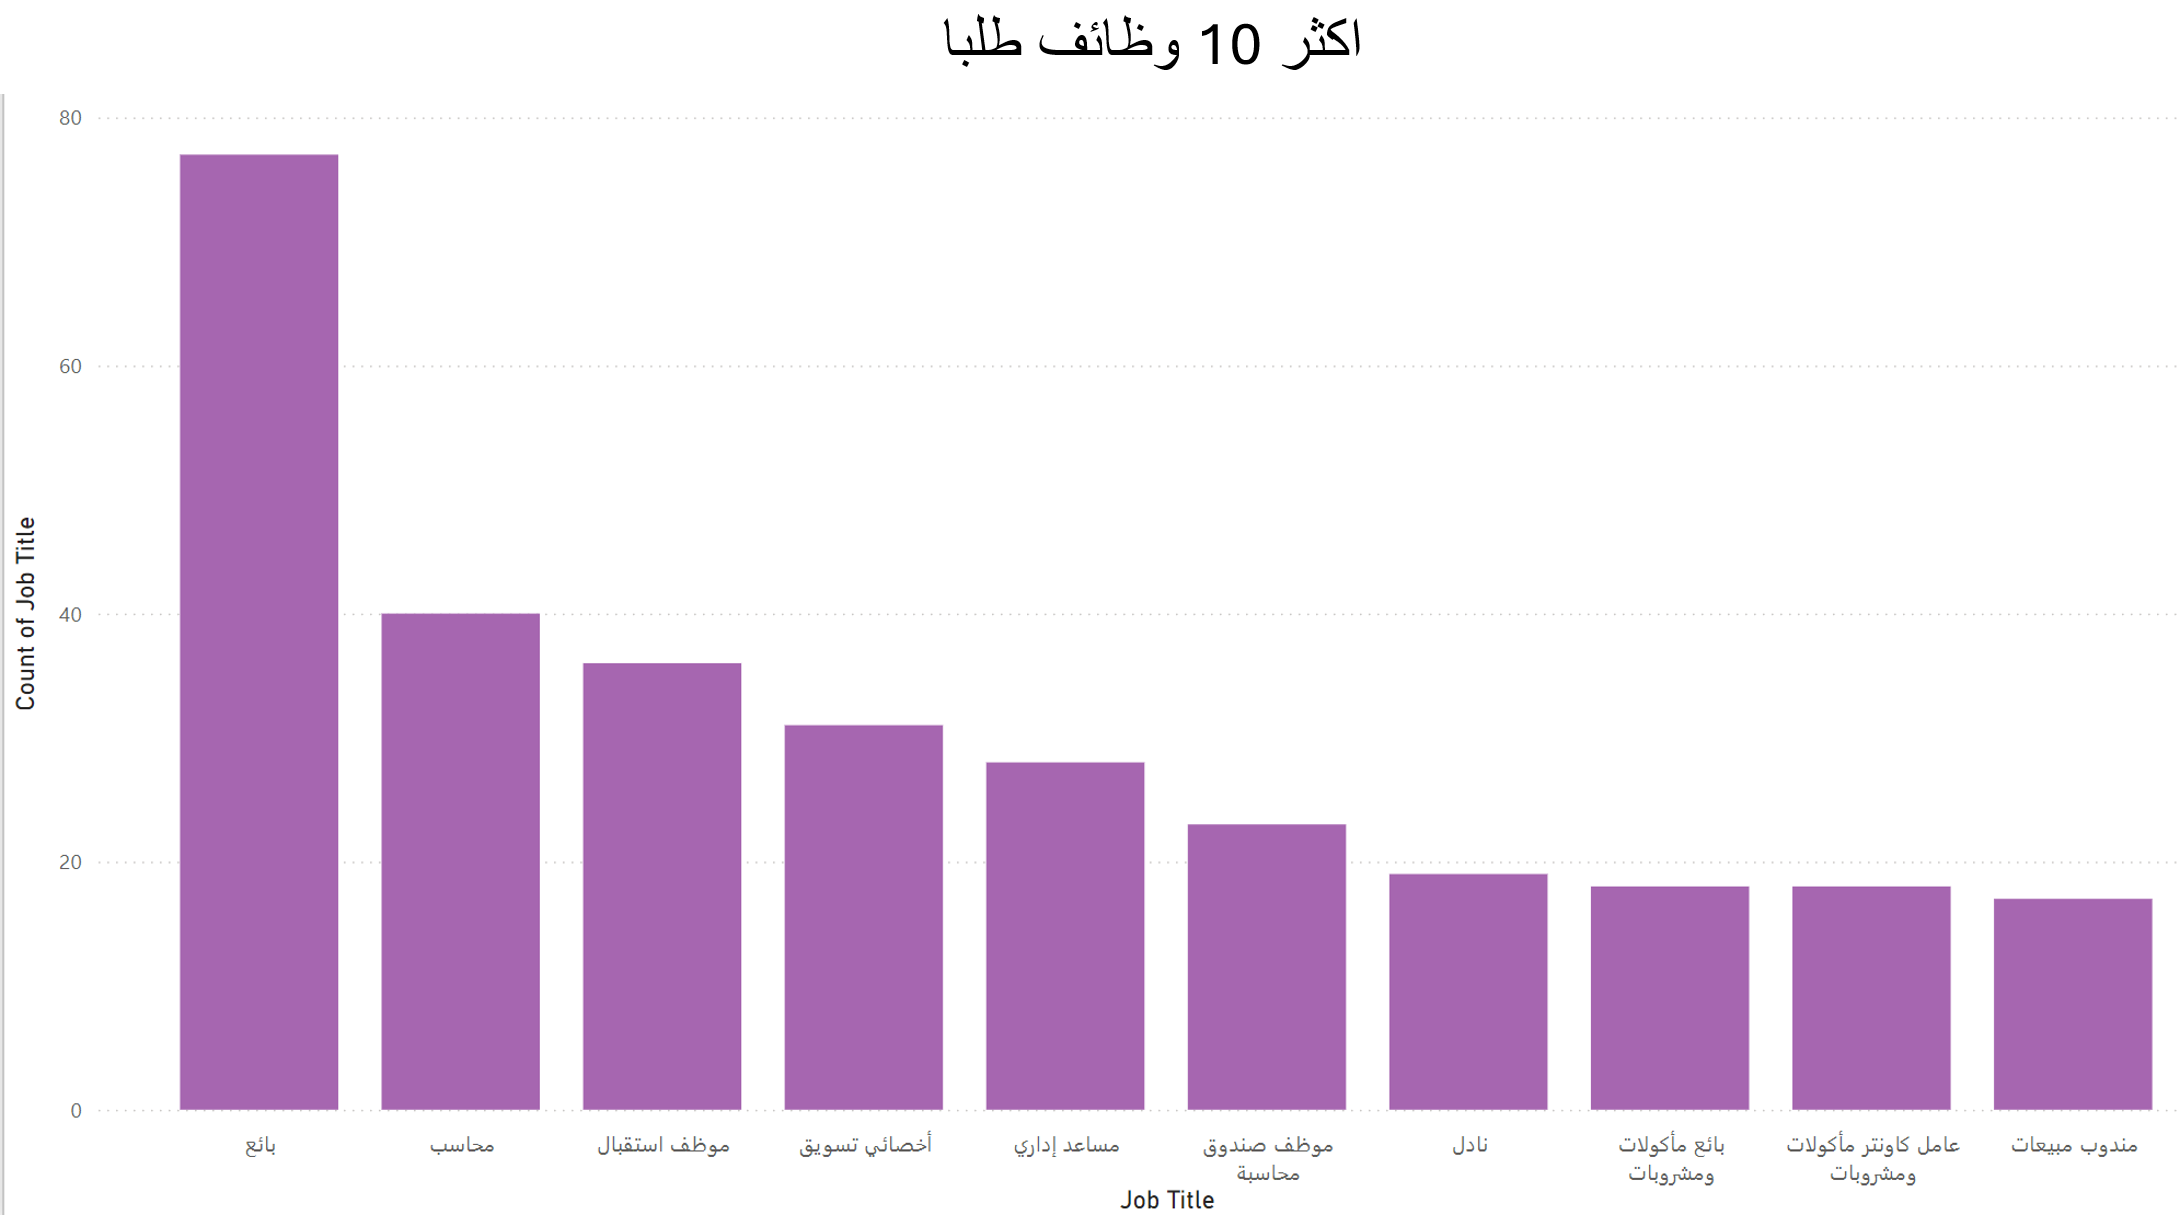 اكثر 10 وظائف طلبا
80
60
40
20
0
Count of Job Title
بائع
محاسب
موظف استقبال
أخصائي تسويق
مساعد إداري
موظف صندوق
محاسبة
نادل
بائع مأكولات
ومشروبات
عامل كاونتر مأكولات
ومشروبات
مندوب مبيعات
Job Title